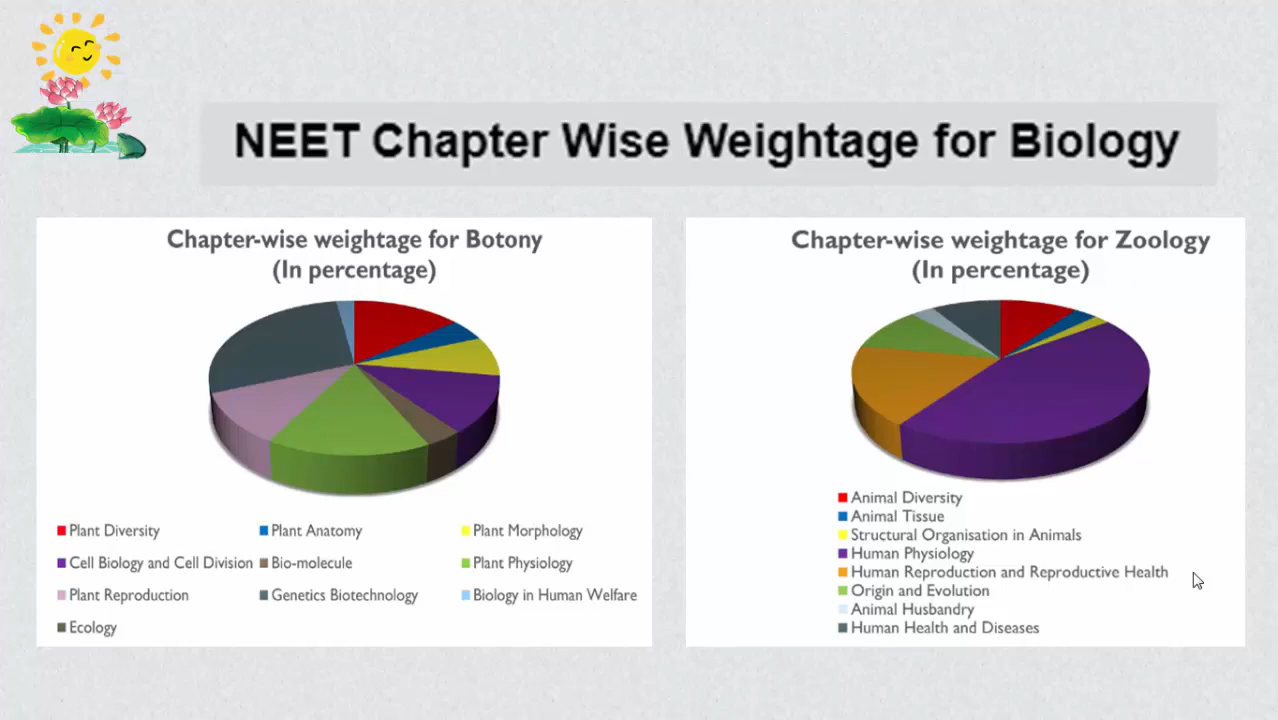 NEET Chapter Wise Weightage for Biology
Chapter-wise weightage for Botony
(In percentage)
Plant Diversity
Plant Anatomy
Plant Morphology
Cell Biology and Cell Division
Bio-molecule
Plant Physiology
Plant Reproduction
Genetics Biotechnology
Biology in Human Welfare
Ecology
Chapter-wise weightage for Zoology
(In percentage)
Animal Diversity
Animal Tissue
Structural Organisation in Animals
Human Physiology
Human Reproduction and Reproductive Health
Origin and Evolution
Animal Husbandry
Human Health and Diseases